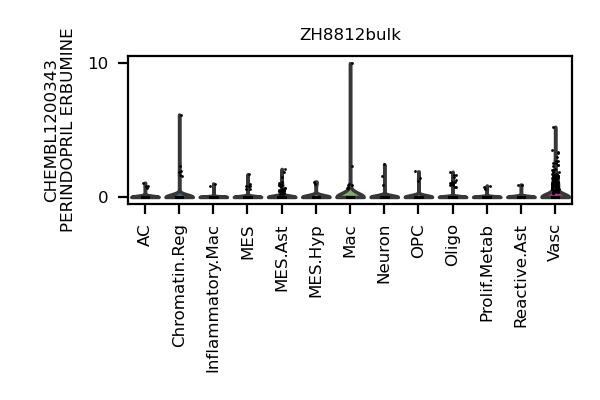 ZH8812bulk
CHEMBL1200343
PERINDOPRIL ERBUMINE
10
0
AC
Chromatin.Reg
Inflammatory.Mac
MES
MES.Ast
MES.Hyp
Mac
Neuron
OPC
Oligo
Prolif.Metab
Reactive.Ast
Vasc